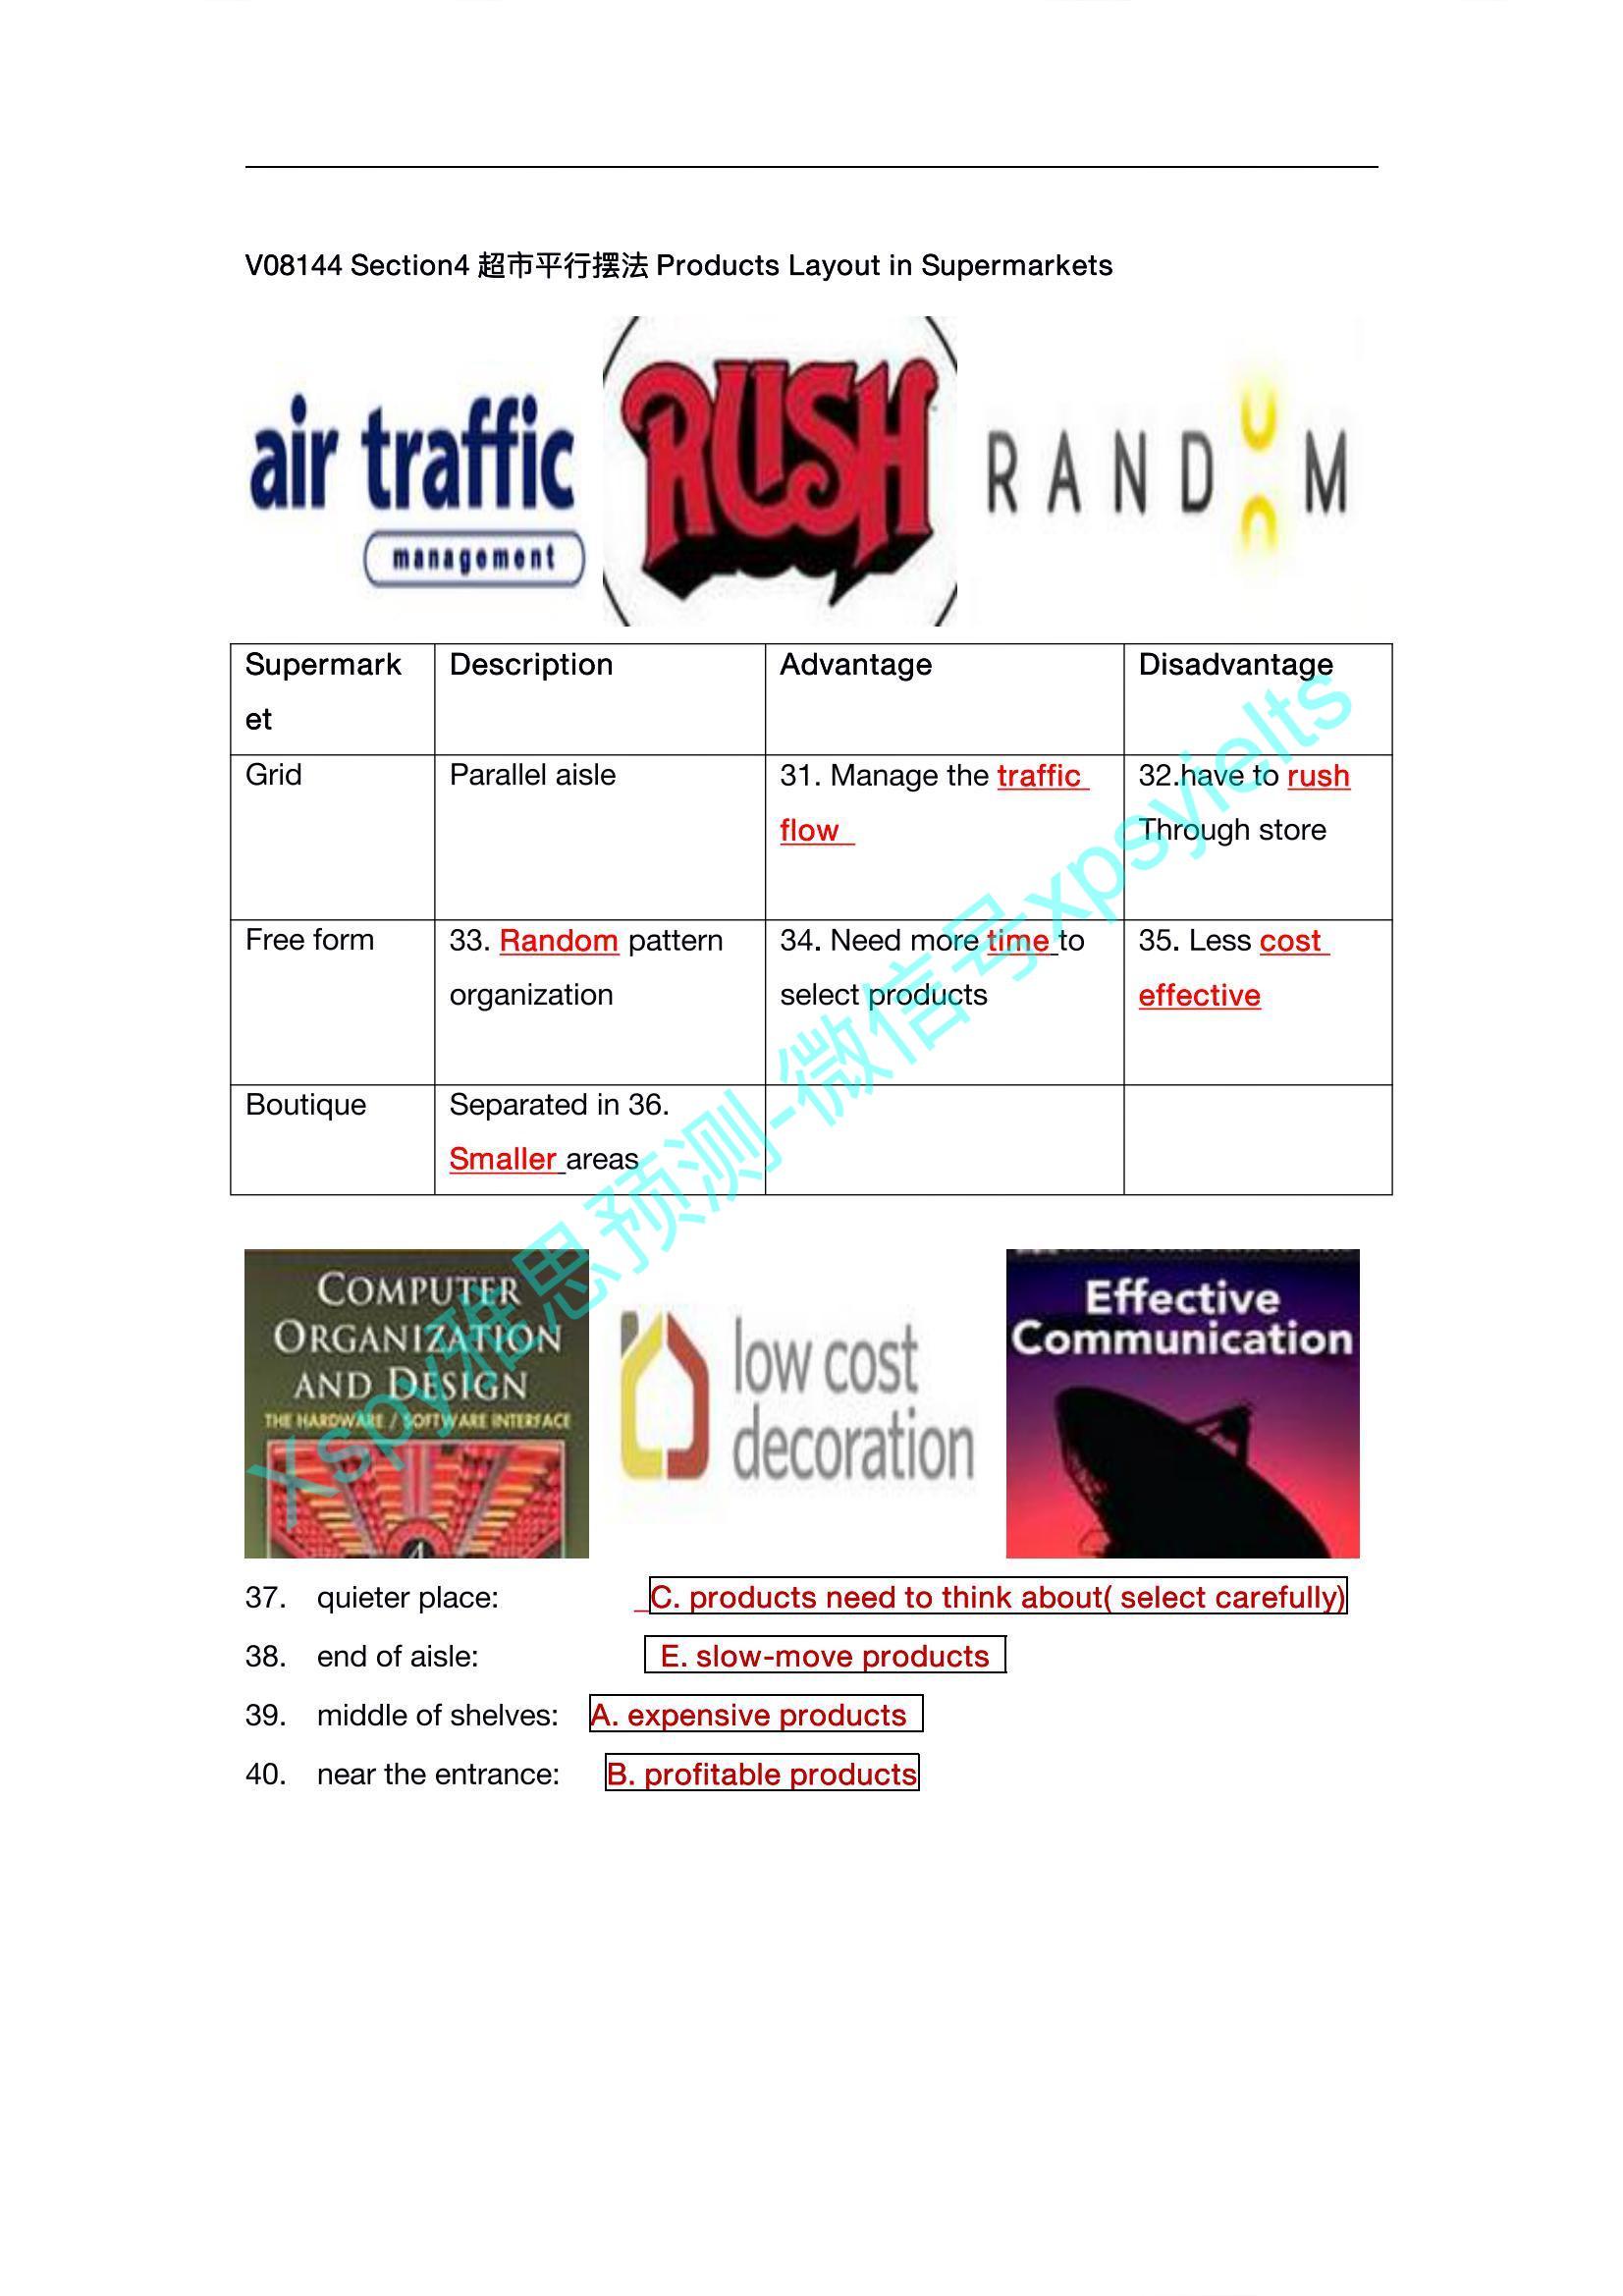 V08144 Section4 超市平行摆法 Products Layout in Supermarkets
air traffic
management
RUSH
RANDOM
Supermark
et
Description
Advantage
Disadvantage
Grid
Parallel aisle
31. Manage the traffic
flow
32.have to rush
Through store
Free form
33. Random pattern
organization
34. Need more time to
select products
35. Less cost
effective
Boutique
Separated in 36.
Smaller areas
COMPUTER
ORGANIZATION
AND DESIGN
THE HARDWARE / SOFTWARE INTERFACE
4
low cost
decoration
Effective
Communication
37. quieter place: C. products need to think about( select carefully)
38. end of aisle: E. slow-move products
39. middle of shelves: A. expensive products
40. near the entrance: B. profitable products
xspy雅思预测-微信号xpsyielts